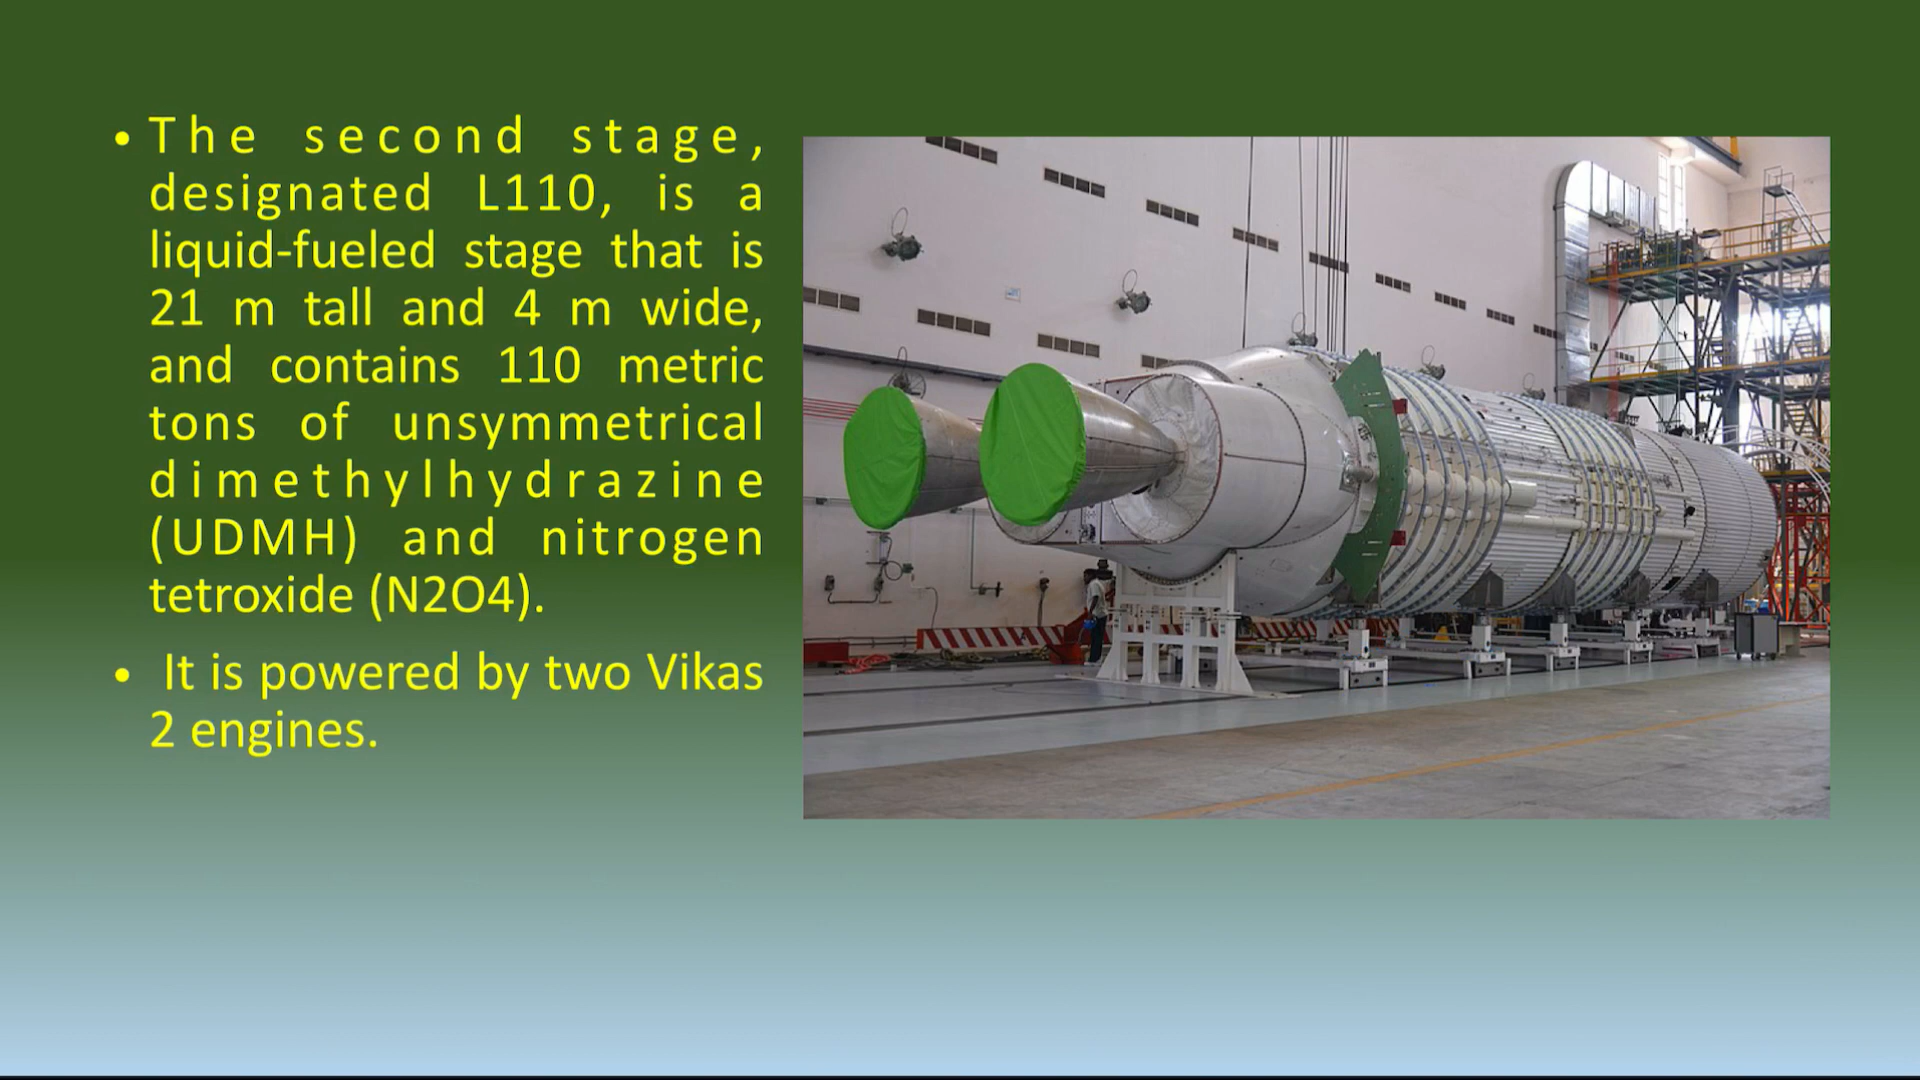 • The second stage,
designated L110, is a
liquid-fueled stage that is
21 m tall and 4 m wide,
and contains 110 metric
tons of unsymmetrical
dimethylhydrazine
(UDMH) and nitrogen
tetroxide (N2O4).
• It is powered by two Vikas
2 engines.